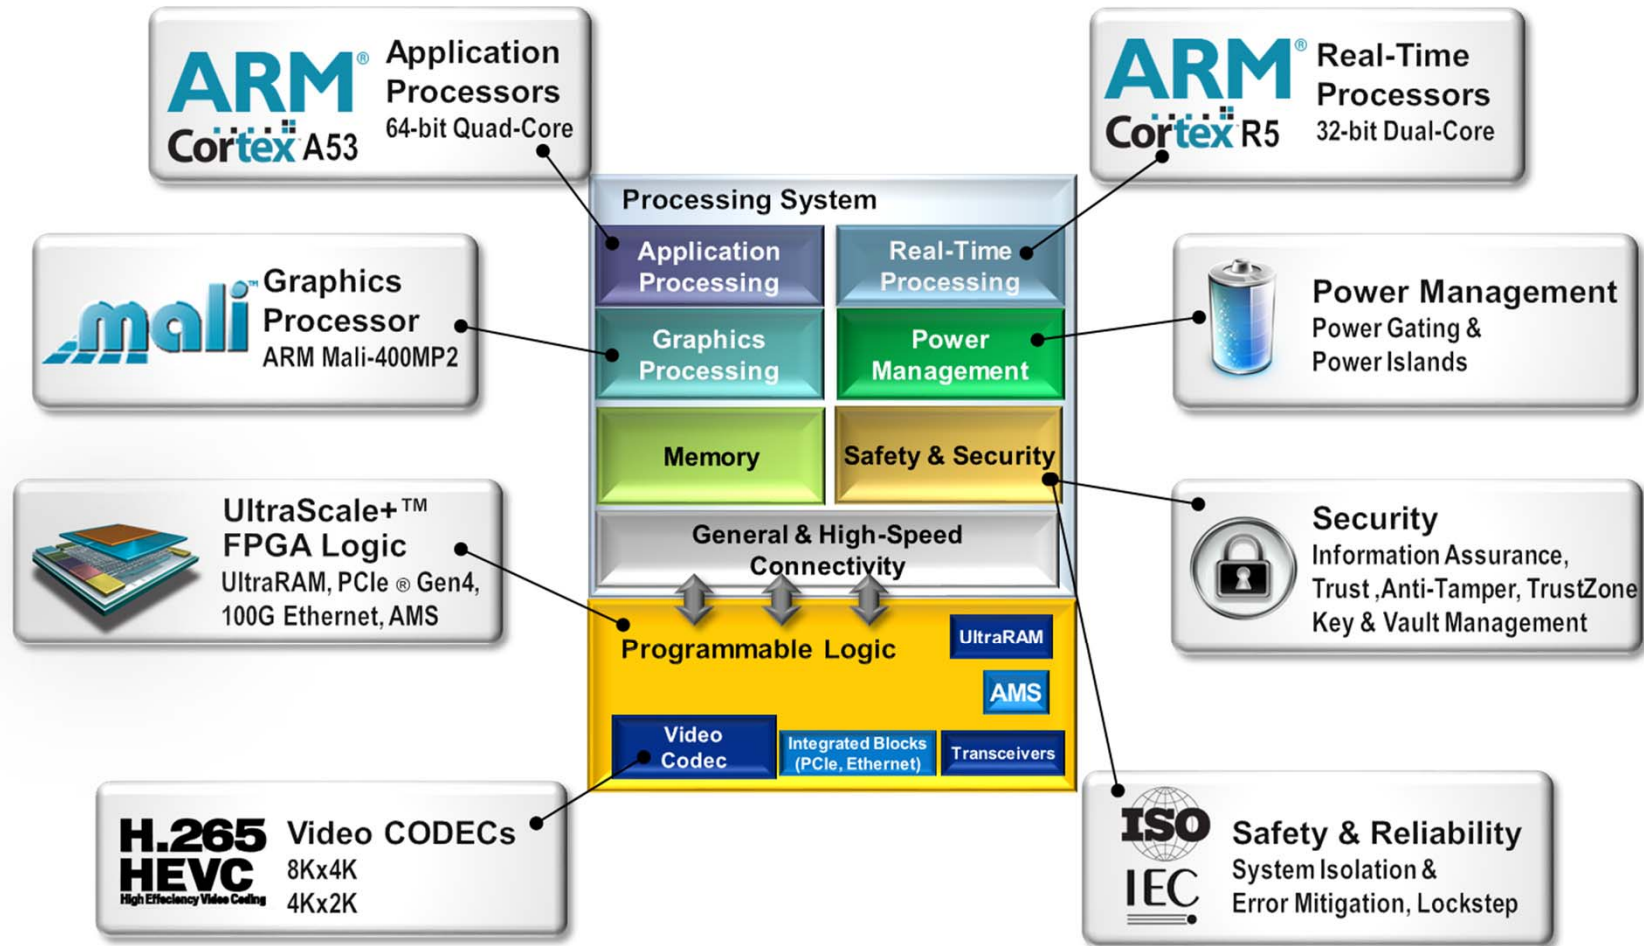 ARM®
Cortex™ A53
Application
Processors
64-bit Quad-Core
ARM®
Cortex R5
Real-Time
Processors
32-bit Dual-Core
mali™
Graphics
Processor
ARM Mali-400MP2
Processing System
Application
Processing
Real-Time
Processing
Graphics
Processing
Power
Management
Memory
Safety & Security
General & High-Speed
Connectivity
Programmable Logic
UltraRAM
AMS
Video
Codec
Integrated Blocks
(PCIe, Ethernet)
Transceivers
Power Management
Power Gating &
Power Islands
UltraScale+™
FPGA Logic
UltraRAM, PCIe ® Gen4,
100G Ethernet, AMS
Security
Information Assurance,
Trust ,Anti-Tamper, TrustZone
Key & Vault Management
H.265
HEVC
High Effeciency Video Coding
Video CODECs
8Kx4K
4Kx2K
ISO
IEC
Safety & Reliability
System Isolation &
Error Mitigation, Lockstep